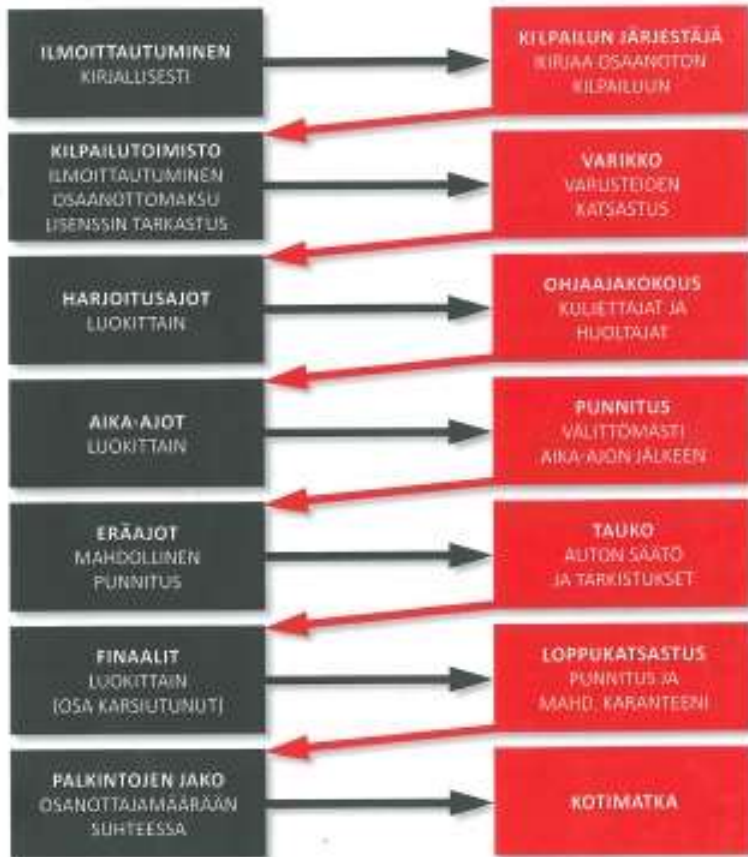 ILMOITTAUTUMINEN
KIRJALLISESTI
KILPAILUN JÄRJESTÄJÄ
KIRJAA OSAANOTON
KILPAILUUN
KILPAILUTOIMISTO
ILMOITTAUTUMINEN
OSAANOTTOMAKSU
LISENSSIN TARKASTUS
VARIKKO
VARUSTEIDEN
KATSASTUS
HARJOITUSAJOT
LUOKITTAIN
OHJAAJAKOKOUS
KULJETTAJAT JA
HUOLTAJAT
AIKA-AJOT
LUOKITTAIN
PUNNITUS
VÄLITTÖMÄSTI
AIKA-AJON JÄLKEEN
ERÄAJOT
MAHDOLLINEN
PUNNITUS
TAUKO
AUTON SÄÄTÖ
JA TARKISTUKSET
FINAALIT
LUOKITTAIN
(OSA KARSIUTUNUT)
LOPPUKATSASTUS
PUNNITUS JA
MAHD. KARANTEENI
PALKINTOJEN JAKO
OSANOTTAJAMÄÄRÄÄN
SUHTEESSA
KOTIMATKA